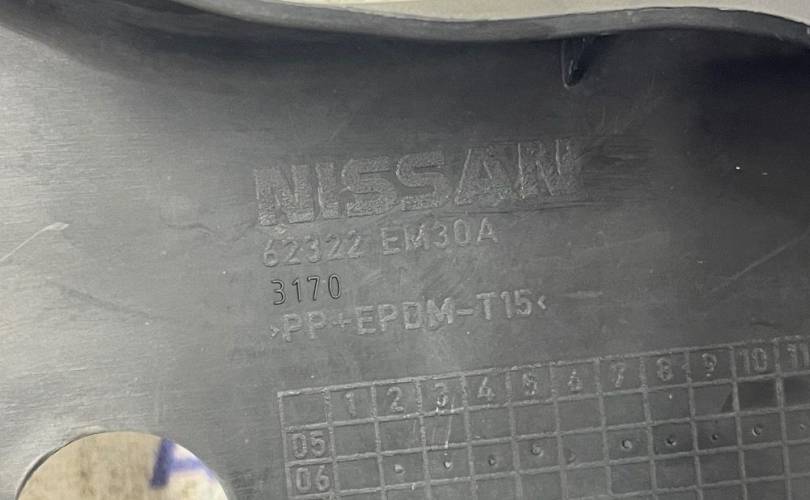 NISSAN
62322 EM30A
3170
>PP+EPDM-T15<
1 2 3 4 5 6 7 8 9 10 11
05
06